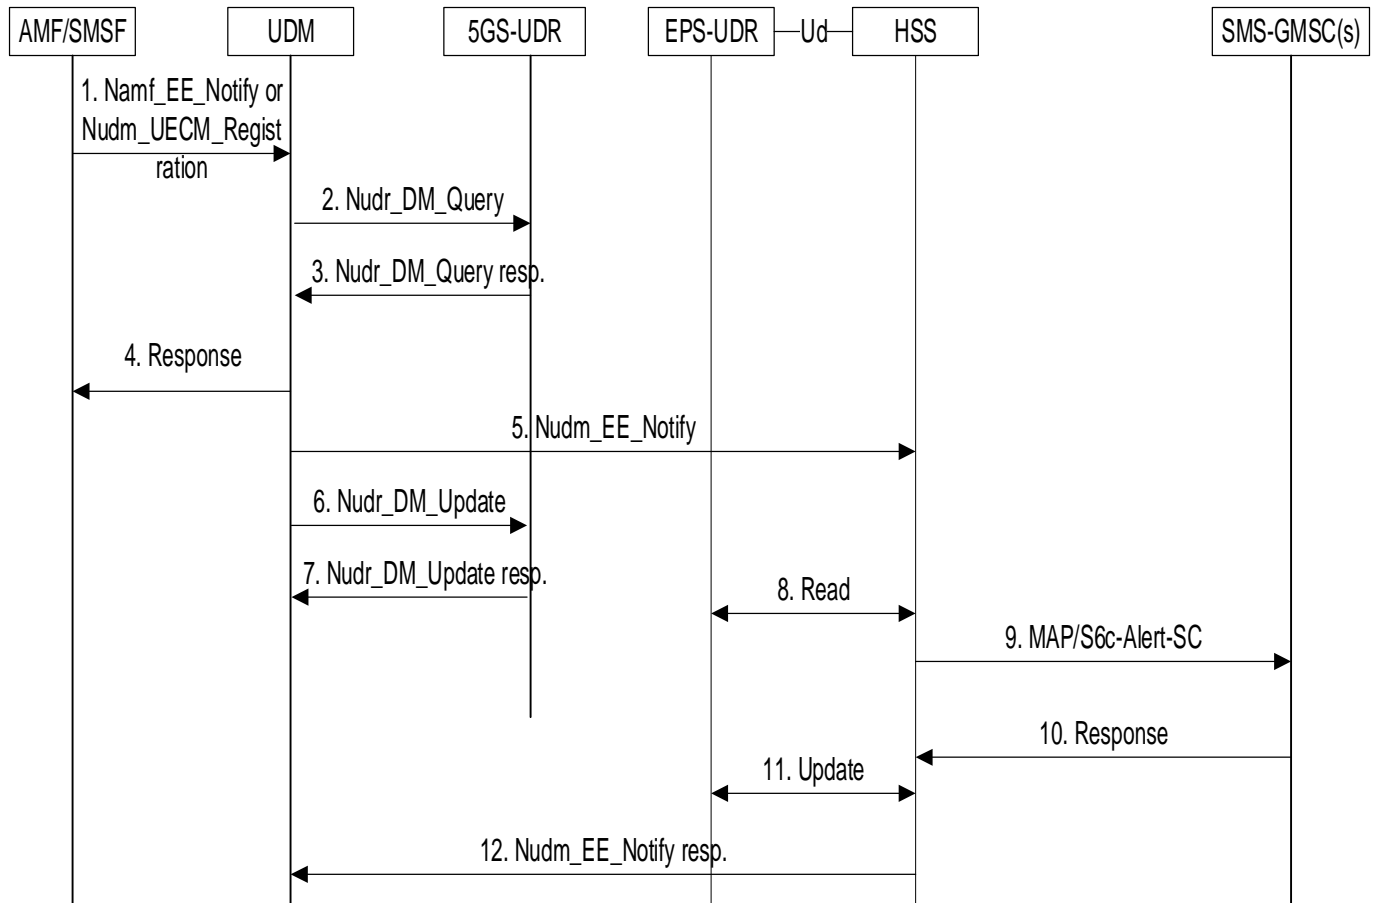 AMF/SMSF
UDM
5GS-UDR
EPS-UDR
Ud
HSS
SMS-GMSC(s)
1. Namf_EE_Notify or
Nudm_UECM_Regist
ration
2. Nudr_DM_Query
3. Nudr_DM_Query resp.
4. Response
5. Nudm_EE_Notify
6. Nudr_DM_Update
7. Nudr_DM_Update resp.
8. Read
9. MAP/S6c-Alert-SC
10. Response
11. Update
12. Nudm_EE_Notify resp.